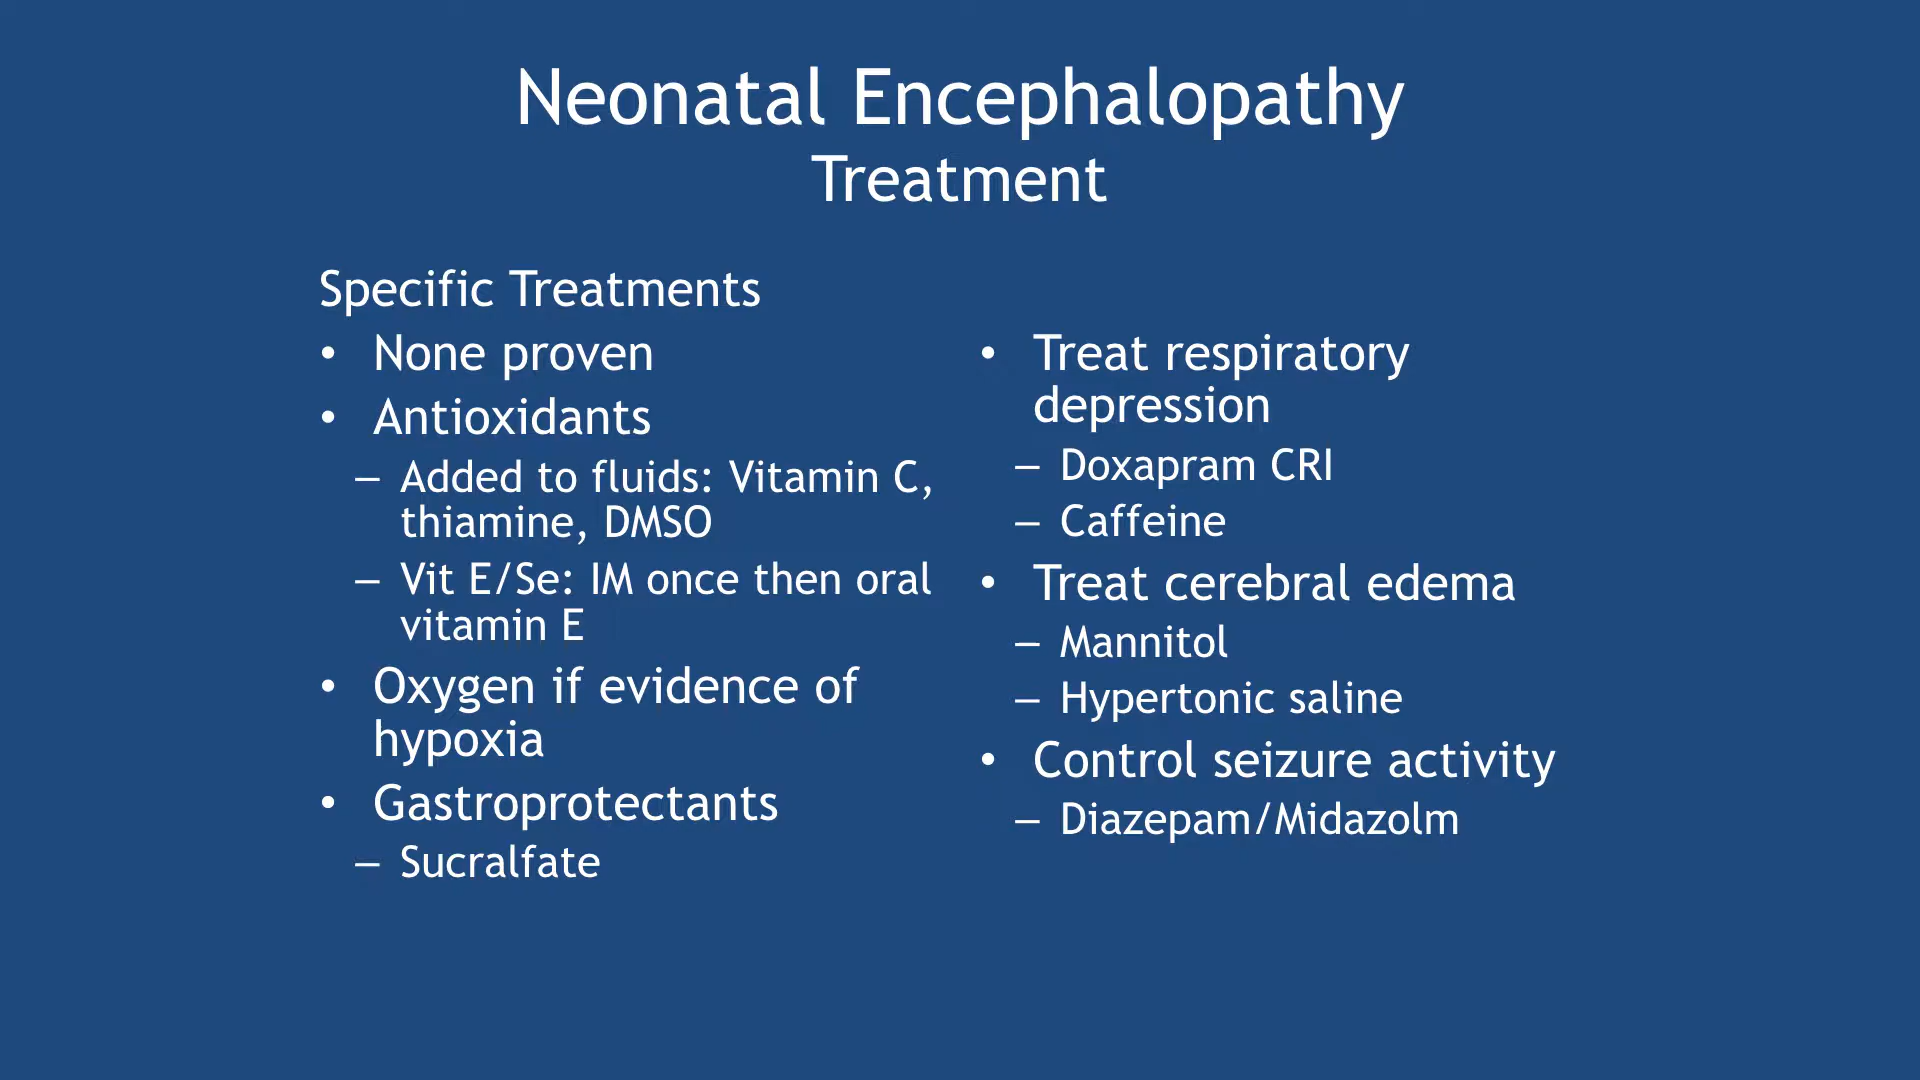 Neonatal Encephalopathy
Treatment
Specific Treatments
• None proven
• Antioxidants
– Added to fluids: Vitamin C,
thiamine, DMSO
– Vit E/Se: IM once then oral
vitamin E
• Oxygen if evidence of
hypoxia
• Gastroprotectants
– Sucralfate
• Treat respiratory
depression
– Doxapram CRI
– Caffeine
• Treat cerebral edema
– Mannitol
– Hypertonic saline
• Control seizure activity
– Diazepam/Midazolm